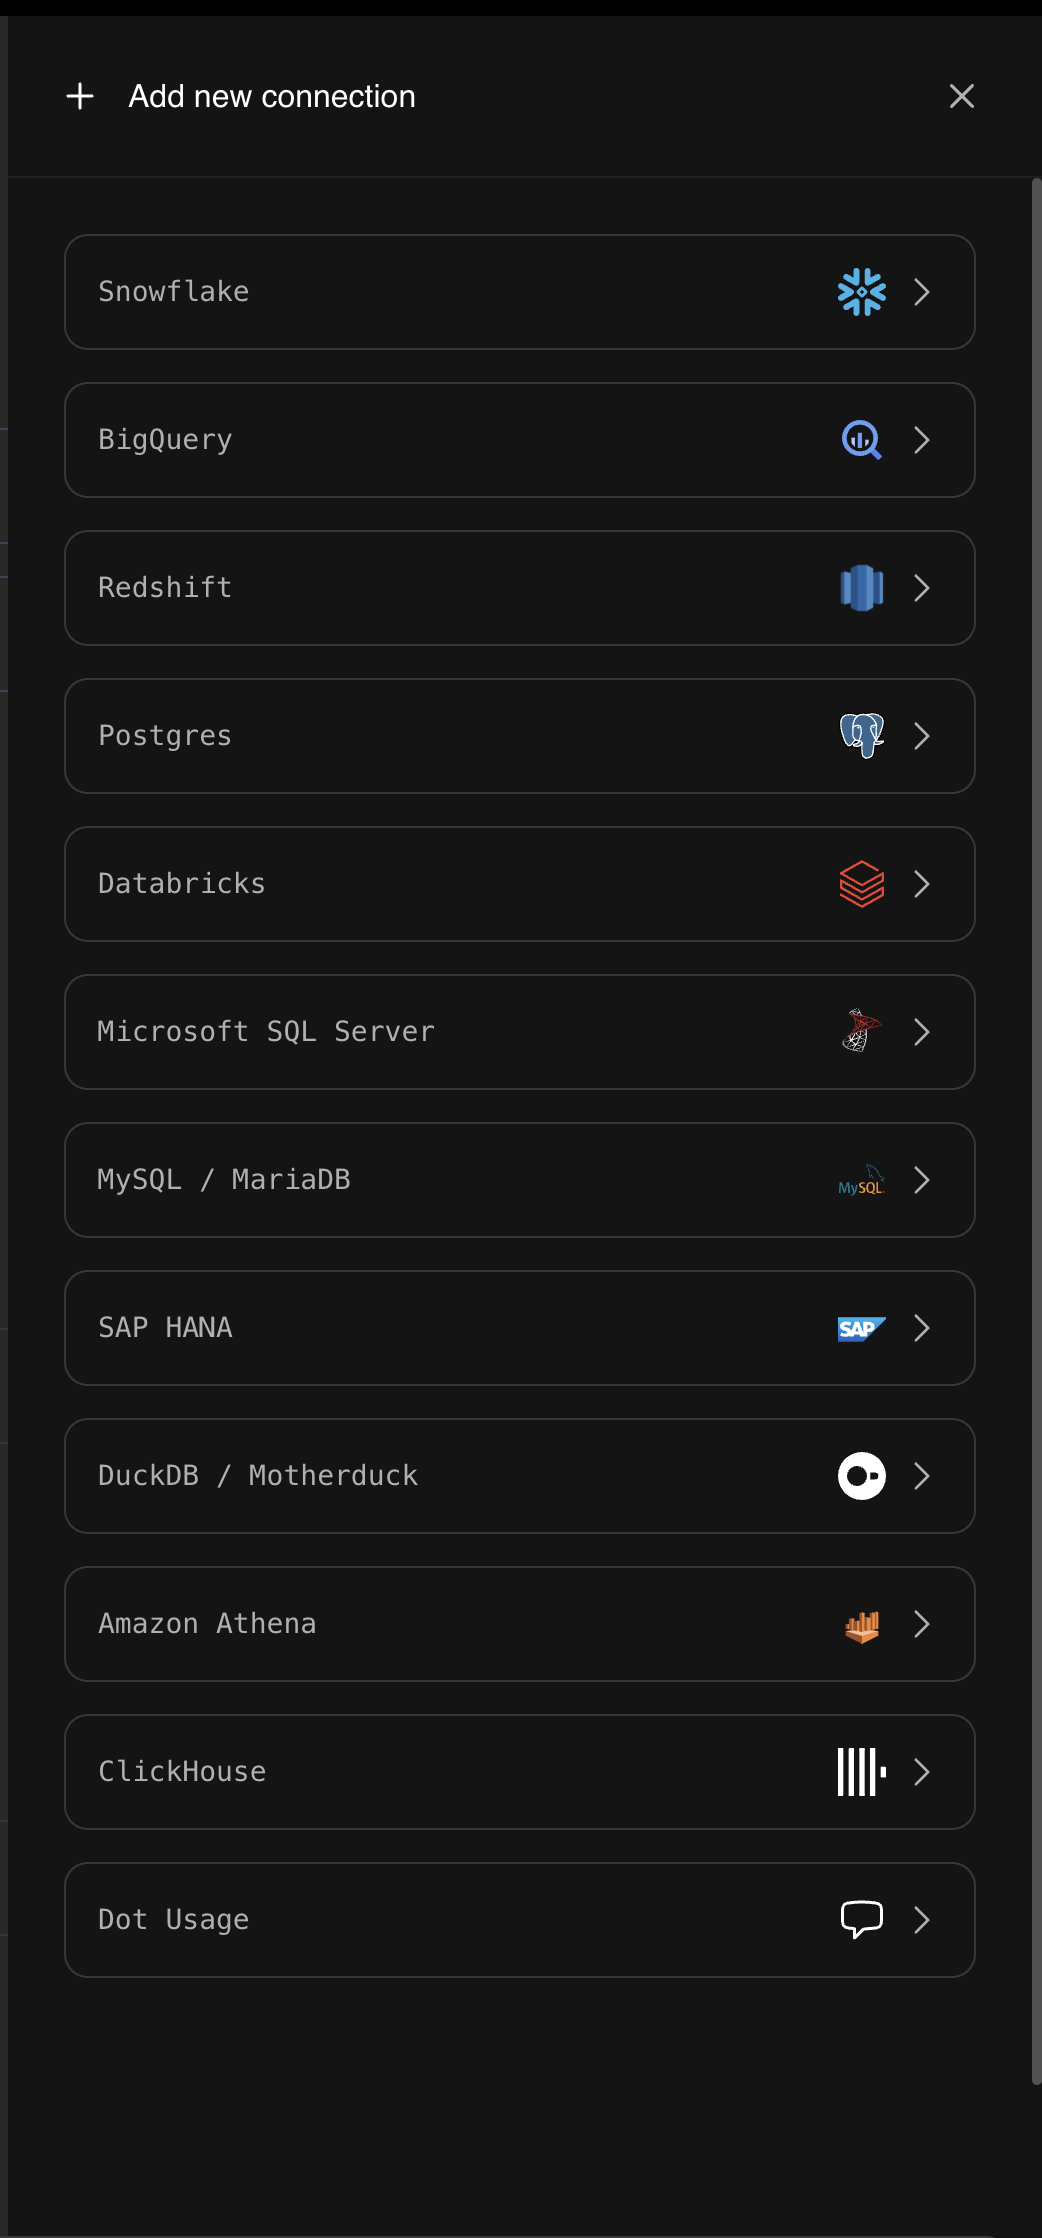 Add new connection
Snowflake
BigQuery
Redshift
Postgres
Databricks
Microsoft SQL Server
MySQL / MariaDB
MySQL
SAP HANA
SAP
DuckDB / Motherduck
Amazon Athena
ClickHouse
Dot Usage